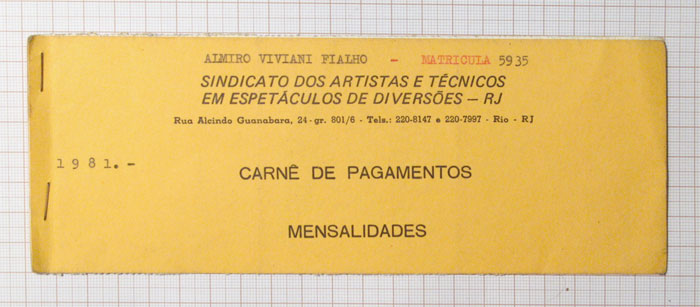 ALMIRO VIVIANI FIALHO - MATRICULA 5935
SINDICATO DOS ARTISTAS E TÉCNICOS
EM ESPETÁCULOS DE DIVERSÕES — RJ
Rua Alcindo Guanabara, 24 - gr. 801/6 - Tels.: 220-8147 e 220-7997 - Rio - RJ
1981.-
CARNÊ DE PAGAMENTOS
MENSALIDADES